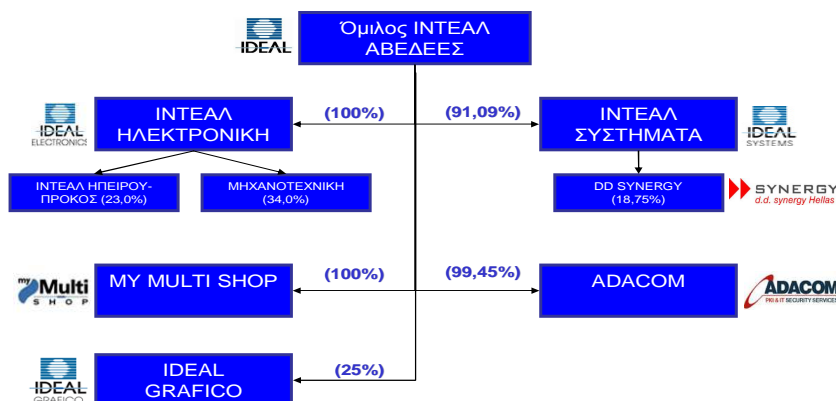 Όμιλος ΙΝΤΕΑΛ
ΑΒΕΔΕΕΣ
IDEAL
ΙΝΤΕΑΛ
ΗΛΕΚΤΡΟΝΙΚΗ
IDEAL
ELECTRONICS
(100%)
(91,09%)
ΙΝΤΕΑΛ
ΣΥΣΤΗΜΑΤΑ
IDEAL
SYSTEMS
ΙΝΤΕΑΛ ΗΠΕΙΡΟΥ-
ΠΡΟΚΟΣ (23,0%)
ΜΗΧΑΝΟΤΕΧΝΙΚΗ
(34,0%)
DD SYNERGY
(18,75%)
SYNERGY
d.d. synergy Hellas
my Multi
SHOP
MY MULTI SHOP
(100%)
(99,45%)
ADACOM
ADACOM
PKI & IT SECURITY SERVICES
IDEAL
GRAFICO
IDEAL
GRAFICO
(25%)